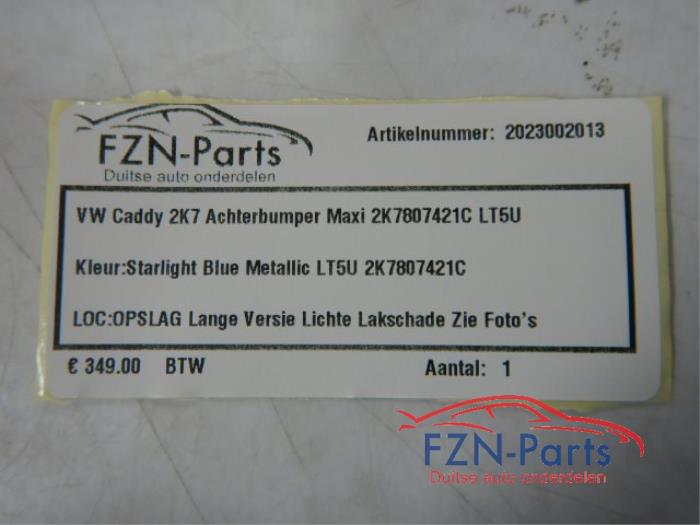 FZN-Parts
Duitse auto onderdelen
Artikelnummer: 2023002013
VW Caddy 2K7 Achterbumper Maxi 2K7807421C LT5U
Kleur:Starlight Blue Metallic LT5U 2K7807421C
LOC:OPSLAG Lange Versie Lichte Lakschade Zie Foto's
€ 349.00 BTW
Aantal: 1
FZN-Parts
Duitse auto onderdelen